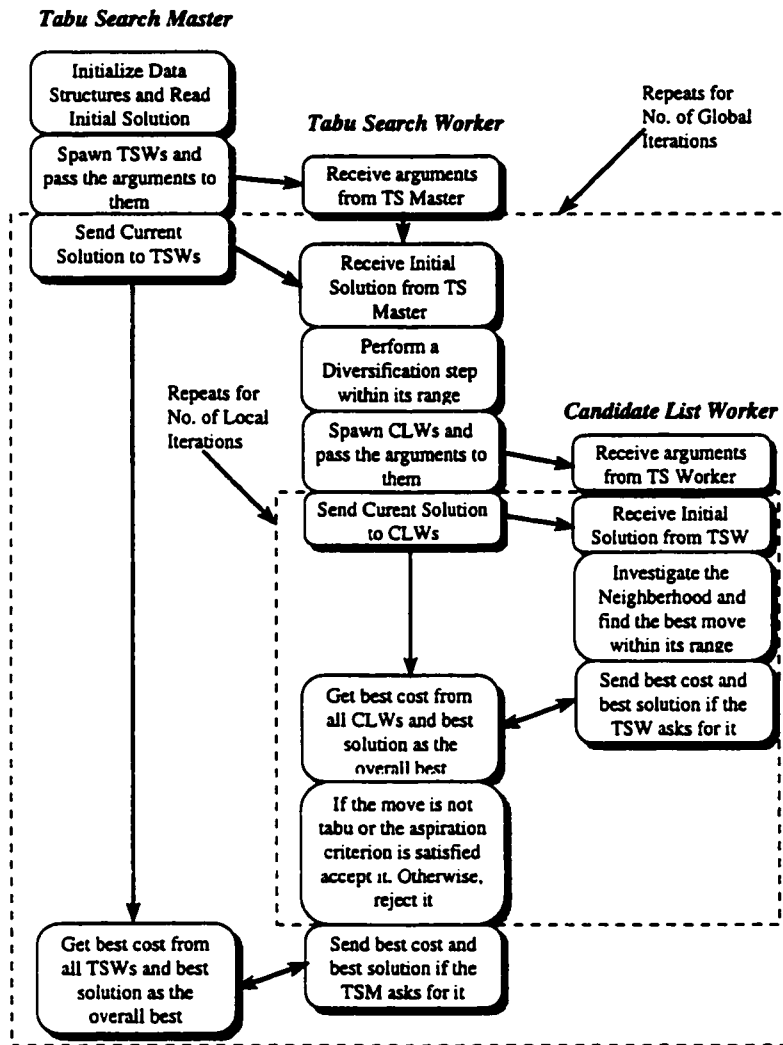 Tabu Search Master
Initialize Data
Structures and Read
Initial Solution
Spawn TSWs and
pass the arguments to
them
Send Current
Solution to TSWs
Get best cost from
all TSWs and best
solution as the
overall best
Tabu Search Worker
Receive arguments
from TS Master
Receive Initial
Solution from TS
Master
Perform a
Diversification step
within its range
Spawn CLWs and
pass the arguments to
them
Send Curent Solution
to CLWs
Get best cost from
all CLWs and best
solution as the
overall best
If the move is not
tabu or the aspiration
criterion is satisfied
accept it. Otherwise,
reject it
Send best cost and
best solution if the
TSM asks for it
Repeats for
No. of Global
Iterations
Repeats for
No. of Local
Iterations
Candidate List Worker
Receive arguments
from TS Worker
Receive Initial
Solution from TSW
Investigate the
Neighberhood and
find the best move
within its range
Send best cost and
best solution if the
TSW asks for it